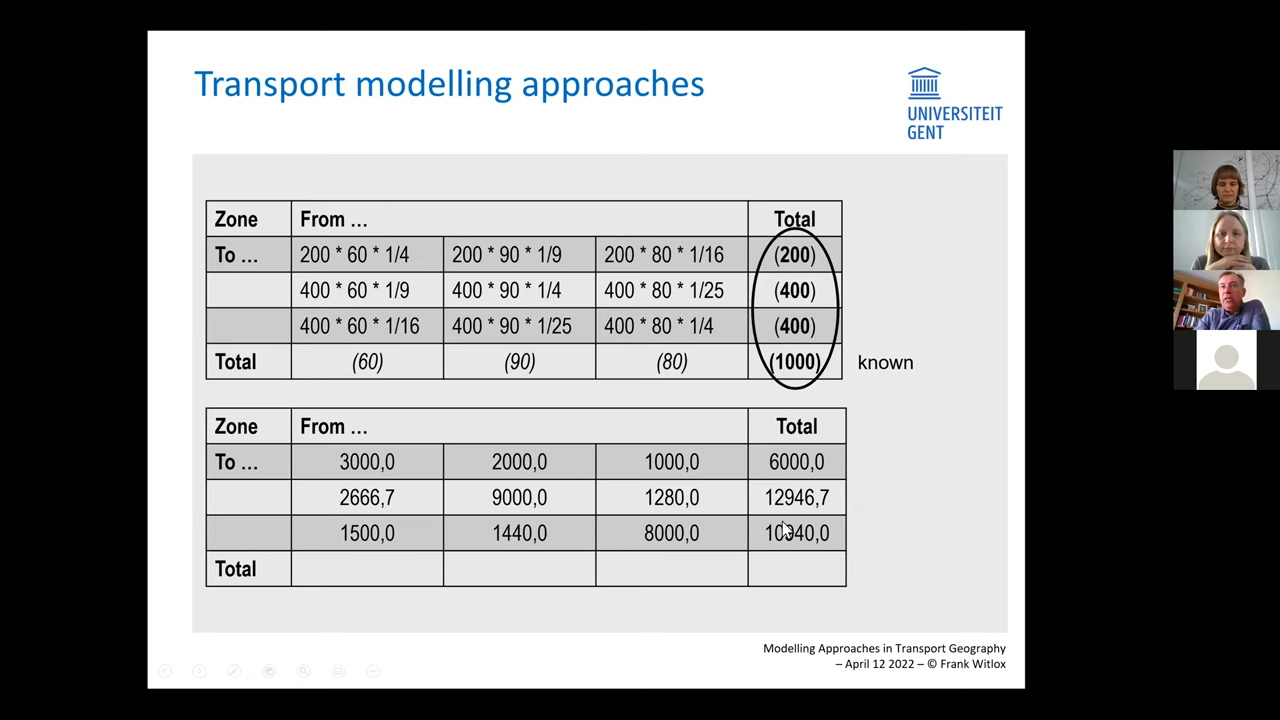 Transport modelling approaches
UNIVERSITEIT
GENT
Zone From ... Total
To ... 200 * 60 * 1/4 200 * 90 * 1/9 200 * 80 * 1/16 (200)
400 * 60 * 1/9 400 * 90 * 1/4 400 * 80 * 1/25 (400)
400 * 60 * 1/16 400 * 90 * 1/25 400 * 80 * 1/4 (400)
Total (60) (90) (80) (1000) known
Zone From ... Total
To ... 3000,0 2000,0 1000,0 6000,0
2666,7 9000,0 1280,0 12946,7
1500,0 1440,0 8000,0 10940,0
Total
Modelling Approaches in Transport Geography
– April 12 2022 – © Frank Witlox